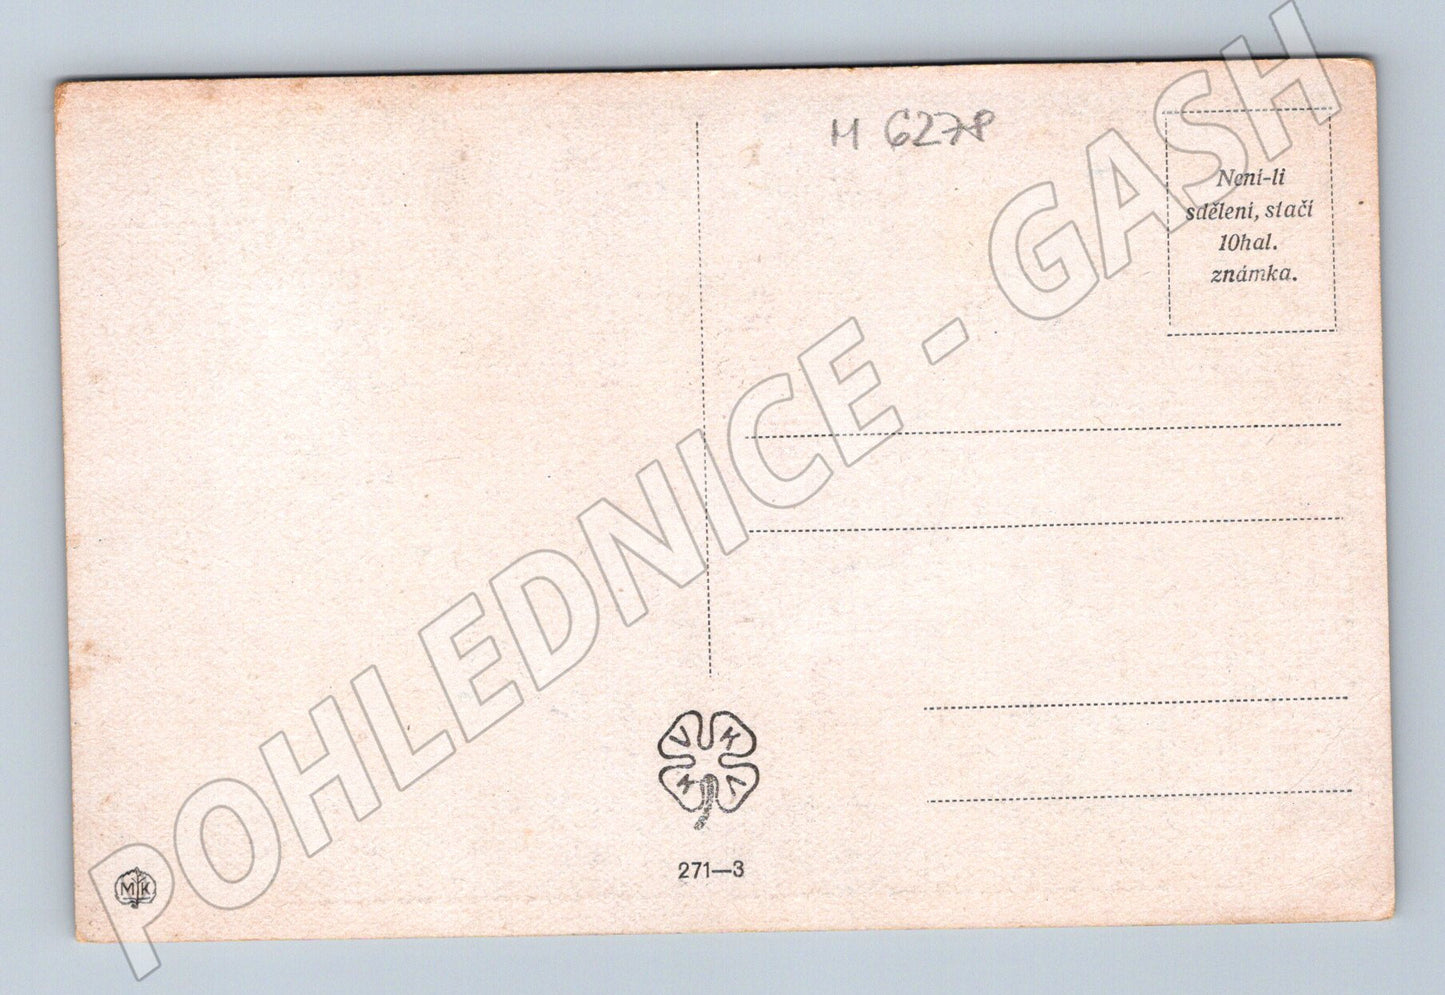 M 6278
Není-li
sdělení, stačí
10hal.
známka.
POHLEDNICE - GASH
V K
M V
271—3
M K